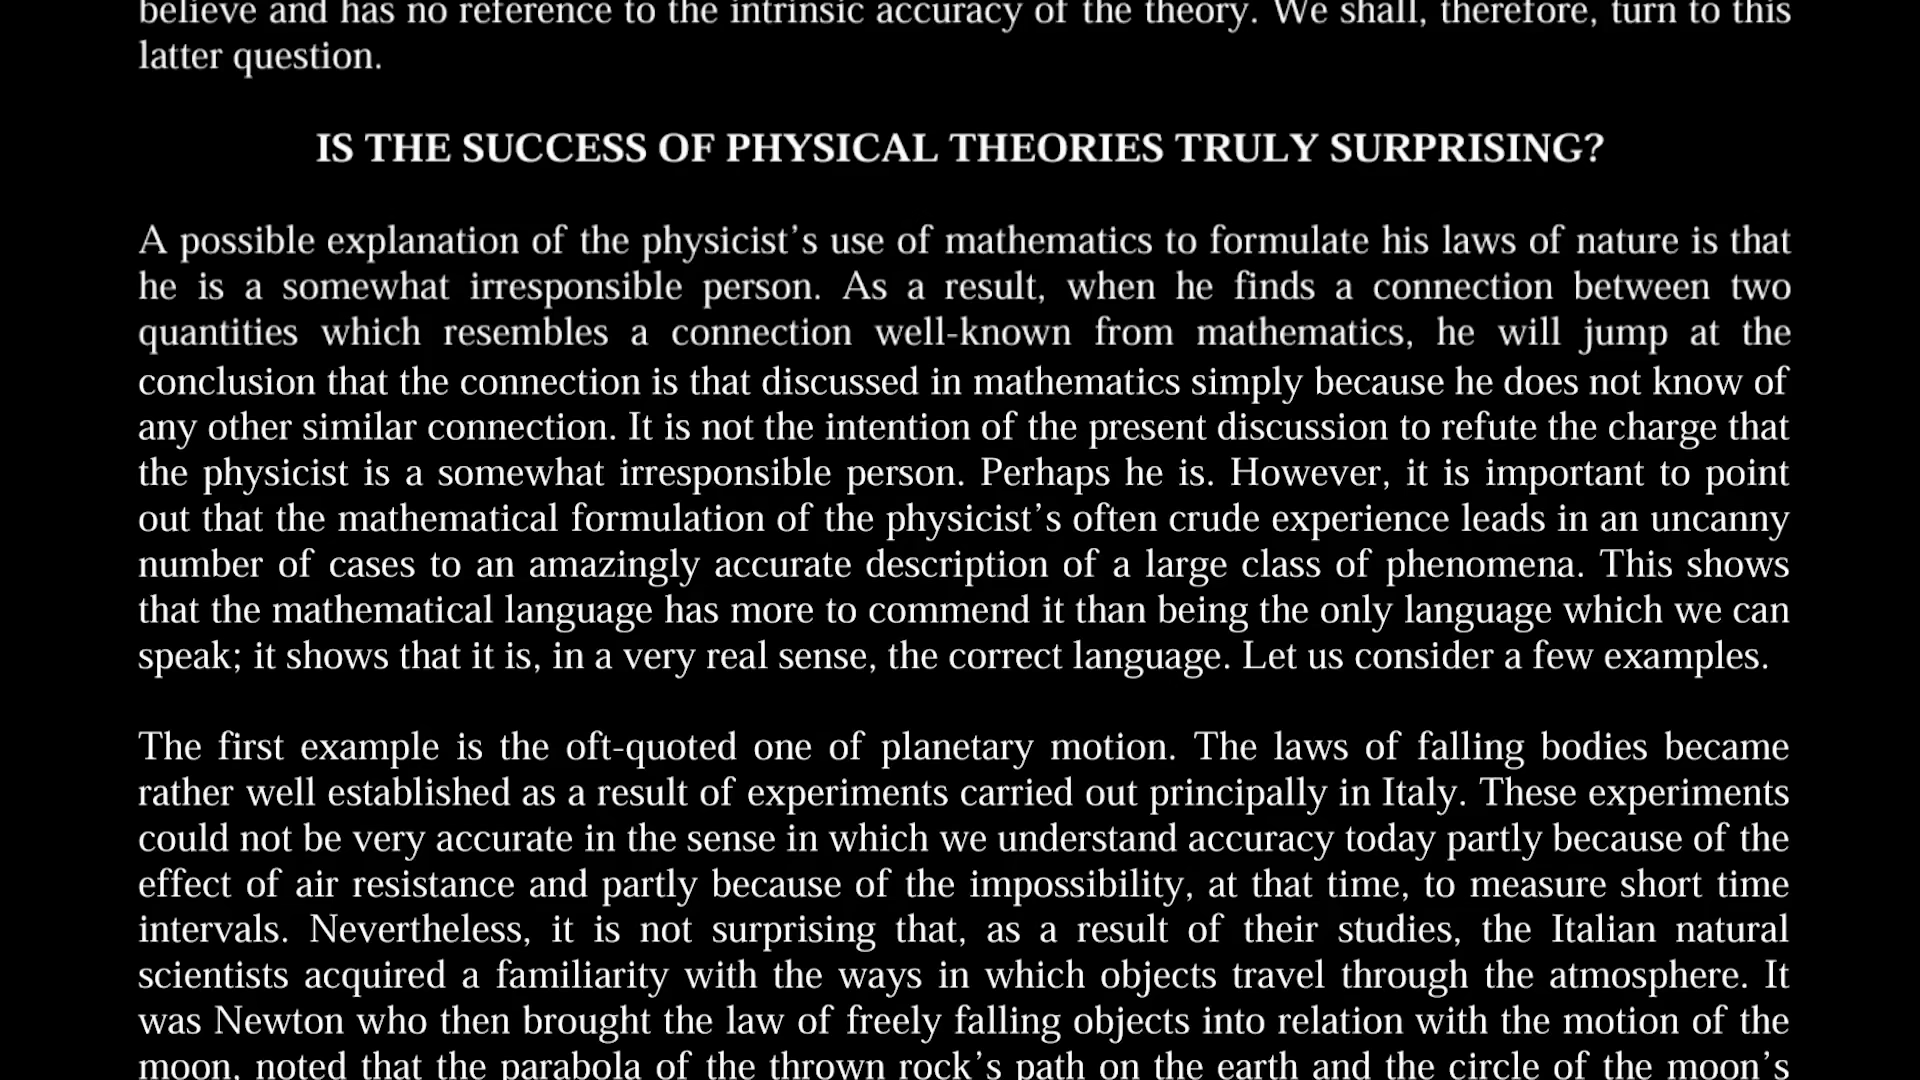 believe and has no reference to the intrinsic accuracy of the theory. We shall, therefore, turn to this
latter question.
IS THE SUCCESS OF PHYSICAL THEORIES TRULY SURPRISING?
A possible explanation of the physicist’s use of mathematics to formulate his laws of nature is that
he is a somewhat irresponsible person. As a result, when he finds a connection between two
quantities which resembles a connection well-known from mathematics, he will jump at the
conclusion that the connection is that discussed in mathematics simply because he does not know of
any other similar connection. It is not the intention of the present discussion to refute the charge that
the physicist is a somewhat irresponsible person. Perhaps he is. However, it is important to point
out that the mathematical formulation of the physicist’s often crude experience leads in an uncanny
number of cases to an amazingly accurate description of a large class of phenomena. This shows
that the mathematical language has more to commend it than being the only language which we can
speak; it shows that it is, in a very real sense, the correct language. Let us consider a few examples.
The first example is the oft-quoted one of planetary motion. The laws of falling bodies became
rather well established as a result of experiments carried out principally in Italy. These experiments
could not be very accurate in the sense in which we understand accuracy today partly because of the
effect of air resistance and partly because of the impossibility, at that time, to measure short time
intervals. Nevertheless, it is not surprising that, as a result of their studies, the Italian natural
scientists acquired a familiarity with the ways in which objects travel through the atmosphere. It
was Newton who then brought the law of freely falling objects into relation with the motion of the
moon, noted that the parabola of the thrown rock’s path on the earth and the circle of the moon’s